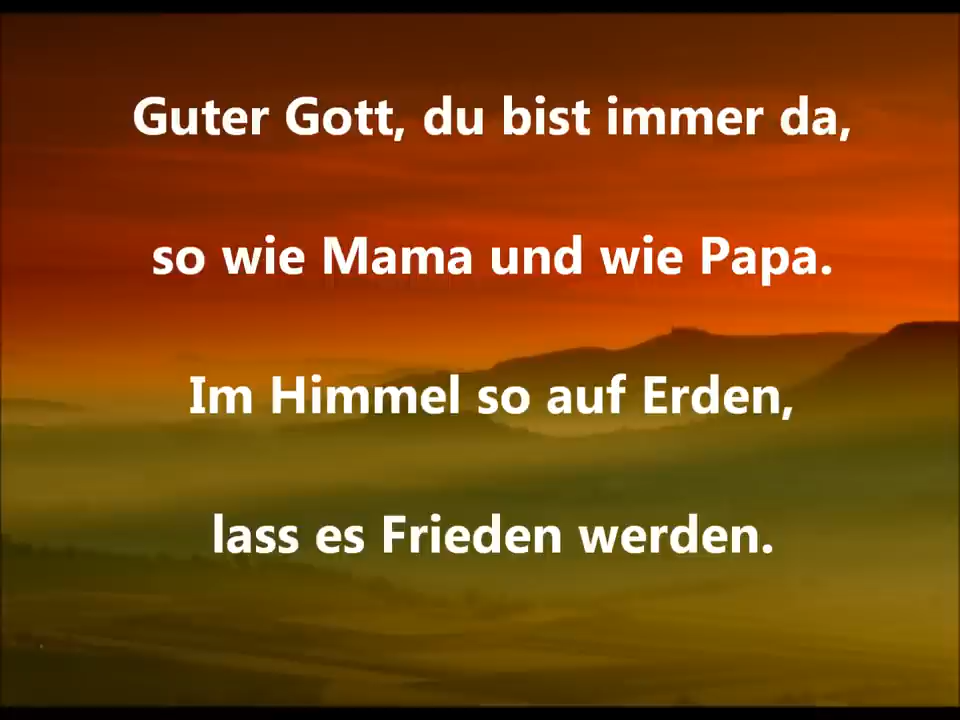 Guter Gott, du bist immer da,
so wie Mama und wie Papa.
Im Himmel so auf Erden,
lass es Frieden werden.